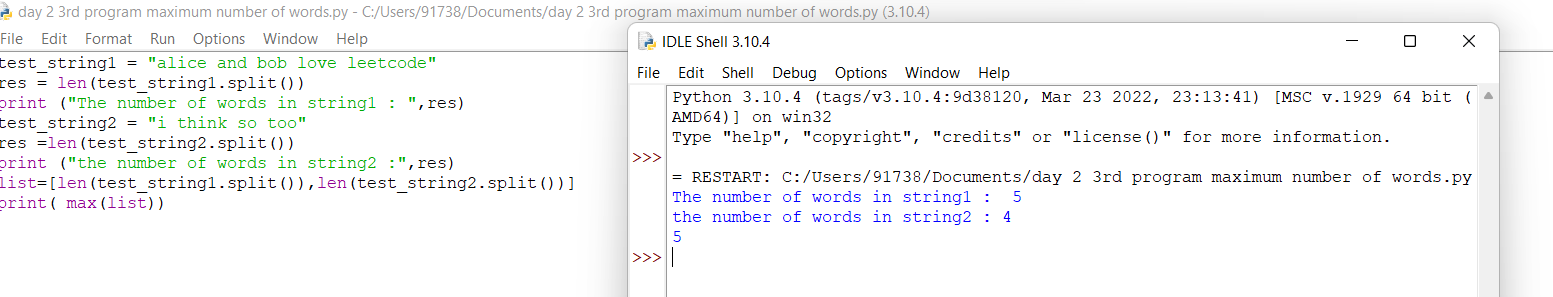 day 2 3rd program maximum number of words.py - C:/Users/91738/Documents/day 2 3rd program maximum number of words.py (3.10.4)
File Edit Format Run Options Window Help
test_string1 = "alice and bob love leetcode"
res = len(test_string1.split())
print ("The number of words in string1 : ",res)
test_string2 = "i think so too"
res =len(test_string2.split())
print ("the number of words in string2 :",res)
list=[len(test_string1.split()),len(test_string2.split())]
print( max(list))
IDLE Shell 3.10.4
File Edit Shell Debug Options Window Help
Python 3.10.4 (tags/v3.10.4:9d38120, Mar 23 2022, 23:13:41) [MSC v.1929 64 bit (
AMD64)] on win32
Type "help", "copyright", "credits" or "license()" for more information.
>>>
= RESTART: C:/Users/91738/Documents/day 2 3rd program maximum number of words.py
The number of words in string1 :  5
the number of words in string2 : 4
5
>>>